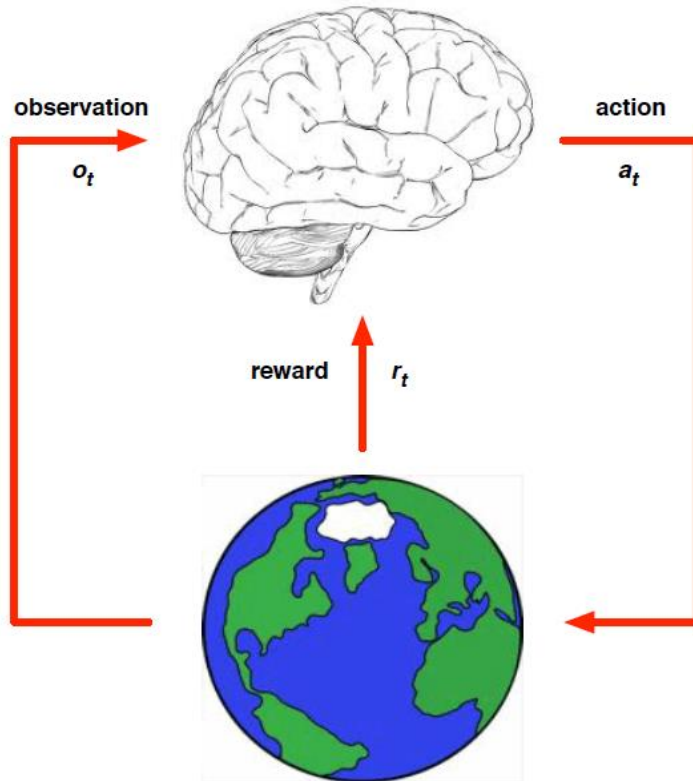 observation
o_t
action
a_t
reward
r_t